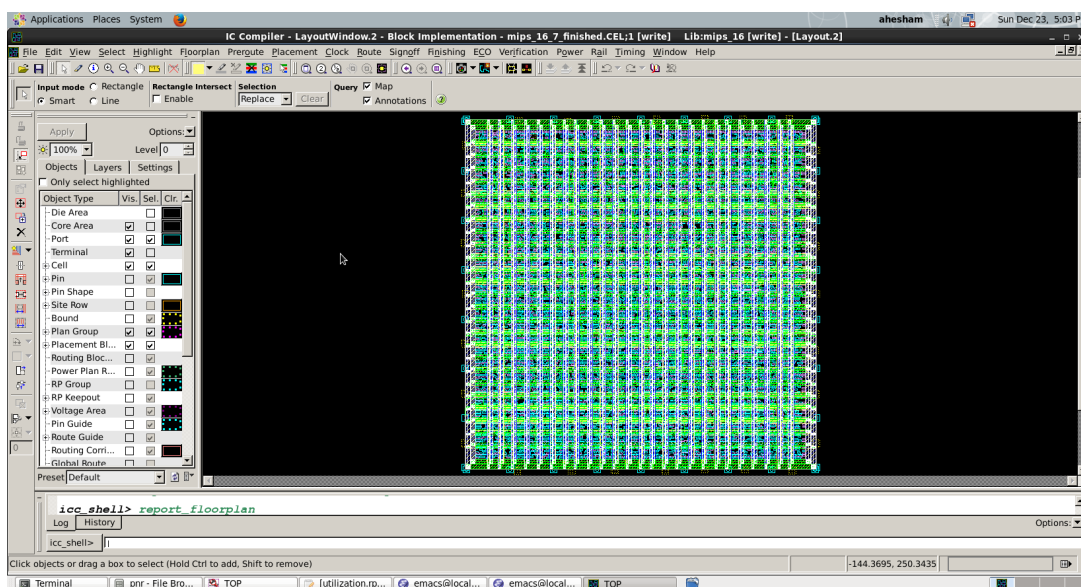 Applications Places System ahesham Sun Dec 23, 5:03 P
IC Compiler - LayoutWindow.2 - Block Implementation - mips_16_7_finished.CEL;1 [write] Lib:mips_16 [write] - [Layout.2]
File Edit View Select Highlight Floorplan Preroute Placement Clock Route Signoff Finishing ECO Verification Power Rail Timing Window Help
Input mode Rectangle Rectangle Intersect Selection Query Map
Smart Line Enable Replace Clear Annotations
Apply Options:
100% Level 0
Objects Layers Settings
Only select highlighted
Object Type Vis. Sel. Clr.
Die Area
Core Area
Port
Terminal
Cell
Pin
Pin Shape
Site Row
Bound
Plan Group
Placement Bl...
Routing Bloc...
Power Plan R...
RP Group
RP Keepout
Voltage Area
Pin Guide
Route Guide
Routing Corri...
Global Route
0
Preset Default
icc_shell> report_floorplan
Log History Options:
icc_shell>
Click objects or drag a box to select (Hold Ctrl to add, Shift to remove) -144.3695, 250.3435
Terminal pnr - File Bro... TOP [utilization.rp... emacs@local... emacs@local... TOP